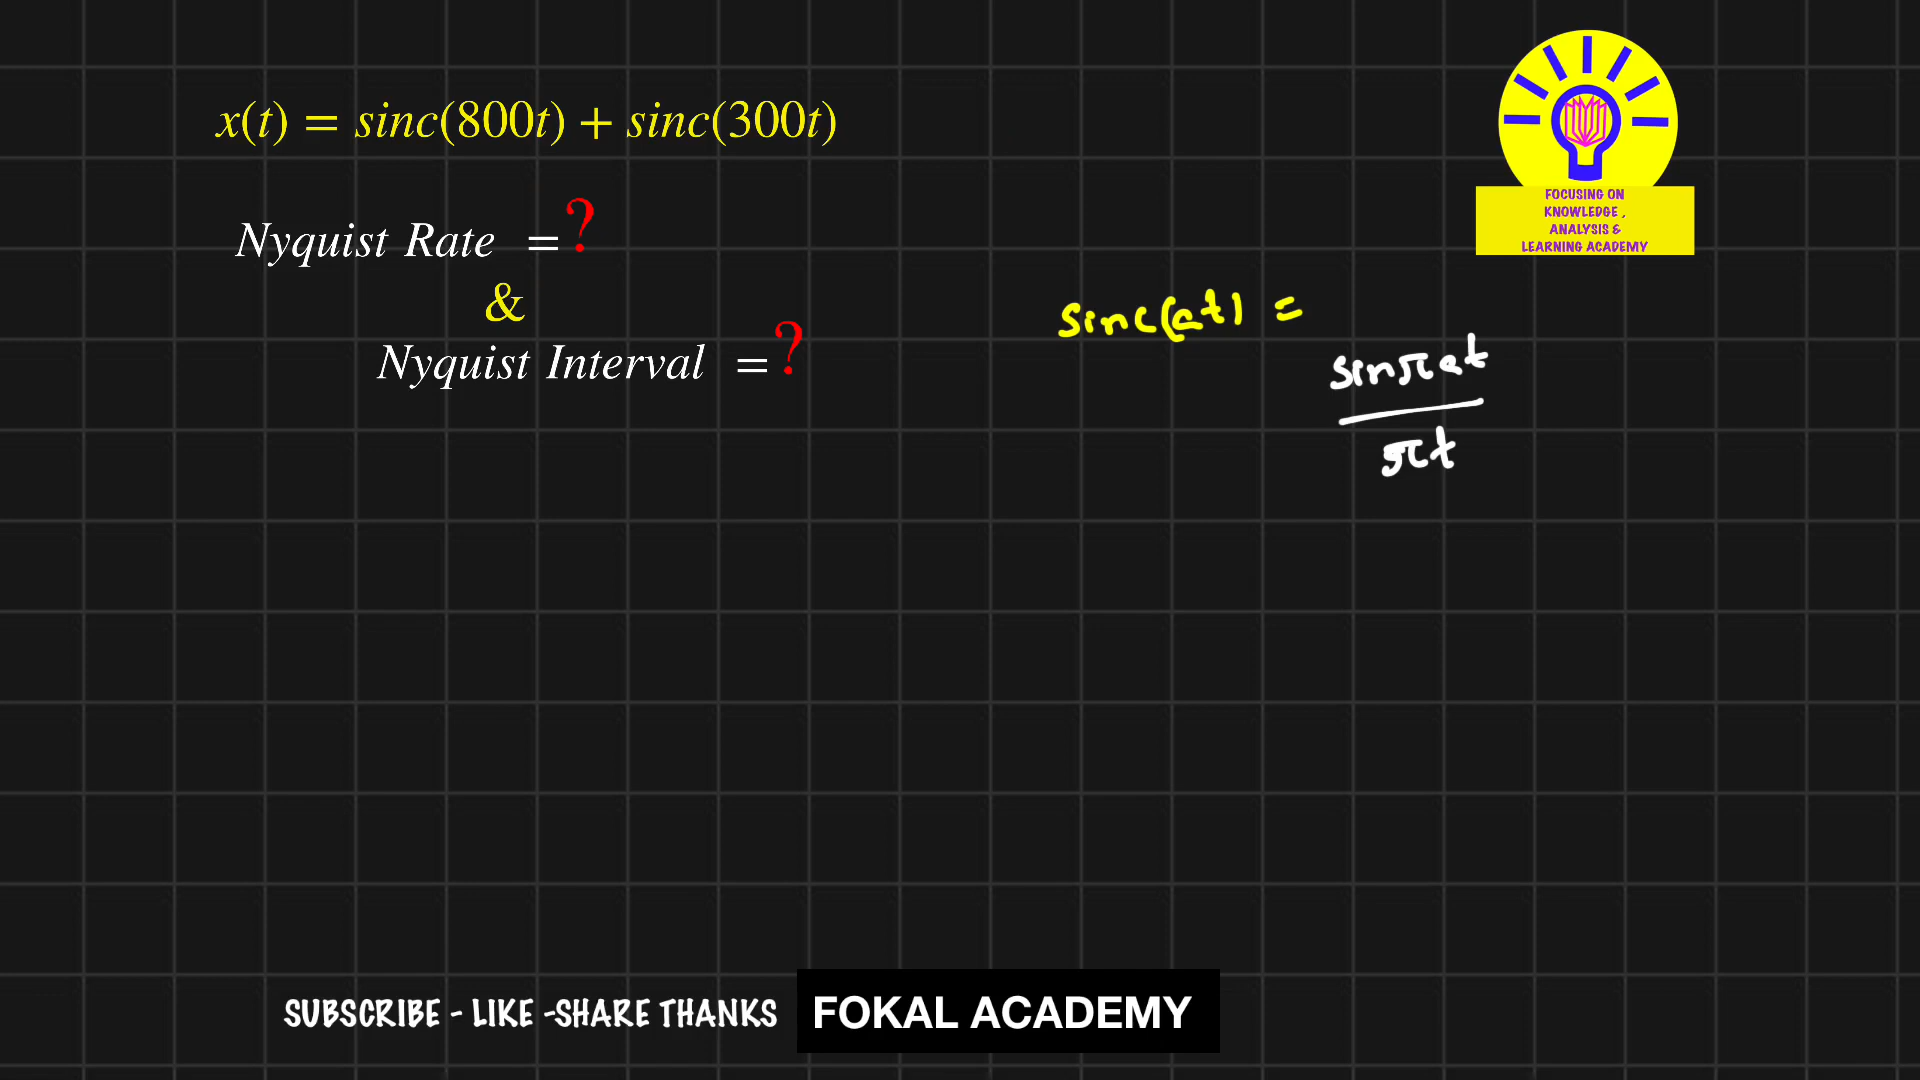 x(t) = sinc(800t) + sinc(300t)
Nyquist Rate =?
&
Nyquist Interval =?
sinc(at) =
sinπat
πt
FOCUSING ON
KNOWLEDGE ,
ANALYSIS &
LEARNING ACADEMY
SUBSCRIBE - LIKE -SHARE THANKS
FOKAL ACADEMY